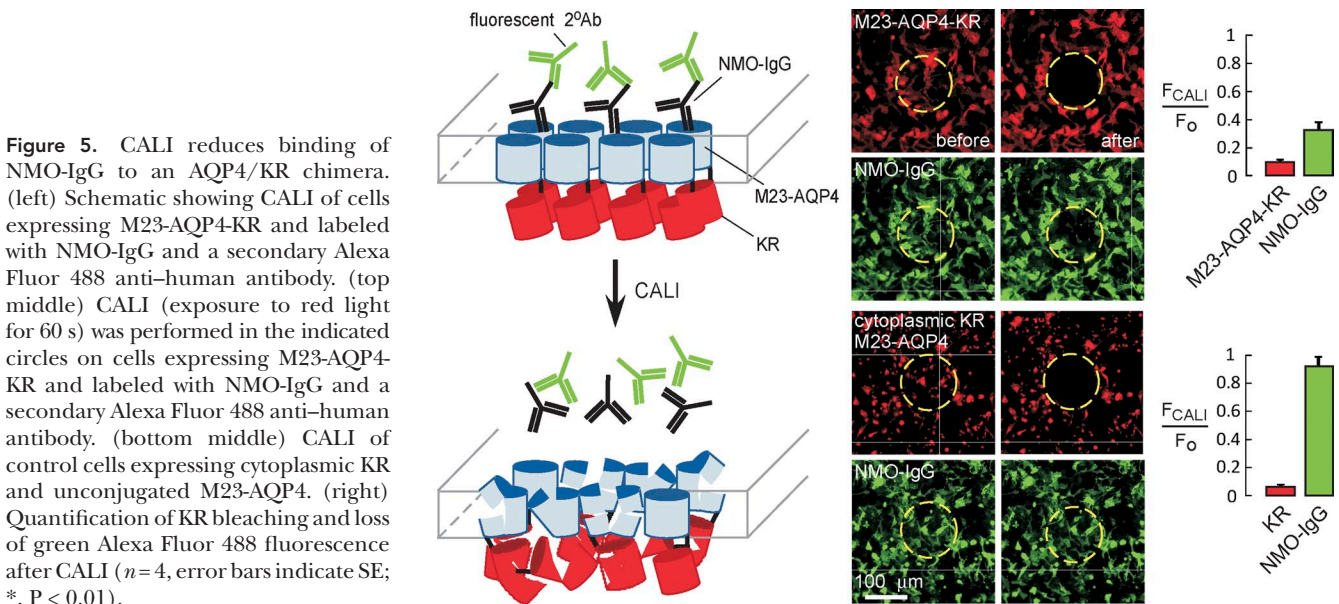 Figure 5. CALI reduces binding of
NMO-IgG to an AQP4/KR chimera.
(left) Schematic showing CALI of cells
expressing M23-AQP4-KR and labeled
with NMO-IgG and a secondary Alexa
Fluor 488 anti–human antibody. (top
middle) CALI (exposure to red light
for 60 s) was performed in the indicated
circles on cells expressing M23-AQP4-
KR and labeled with NMO-IgG and a
secondary Alexa Fluor 488 anti–human
antibody. (bottom middle) CALI of
control cells expressing cytoplasmic KR
and unconjugated M23-AQP4. (right)
Quantification of KR bleaching and loss
of green Alexa Fluor 488 fluorescence
after CALI (n = 4, error bars indicate SE;
*, P < 0.01).
fluorescent 2°Ab
NMO-IgG
M23-AQP4
KR
CALI
M23-AQP4-KR
before
after
NMO-IgG
cytoplasmic KR
M23-AQP4
NMO-IgG
100 μm
1
0.8
0.6
0.4
0.2
0
FCALI
FO
M23-AQP4-KR
NMO-IgG
1
0.8
0.6
0.4
0.2
0
FCALI
FO
KR
NMO-IgG